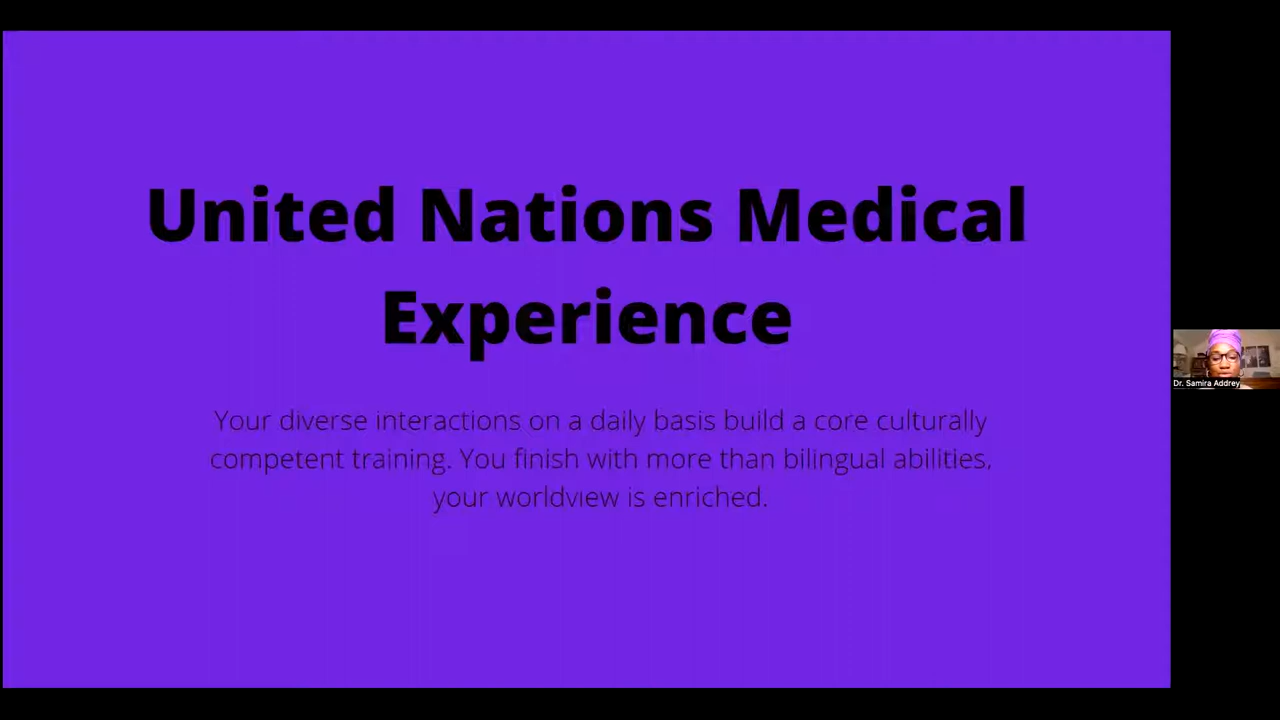 United Nations Medical
Experience
Your diverse interactions on a daily basis build a core culturally
competent training. You finish with more than bilingual abilities,
your worldview is enriched.
Dr. Samira Addrey